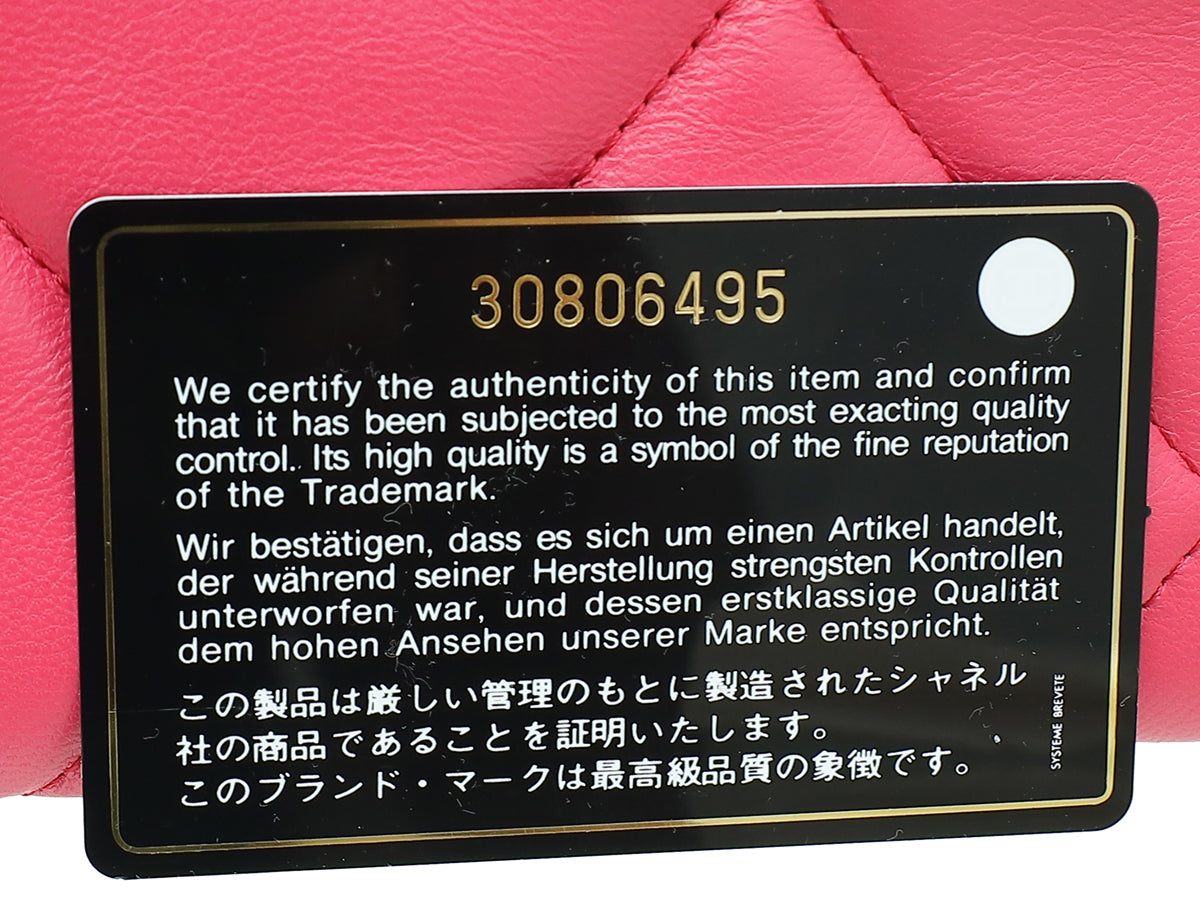 30806495
We certify the authenticity of this item and confirm
that it has been subjected to the most exacting quality
control. Its high quality is a symbol of the fine reputation
of the Trademark.
Wir bestätigen, dass es sich um einen Artikel handelt,
der während seiner Herstellung strengsten Kontrollen
unterworfen war, und dessen erstklassige Qualität
dem hohen Ansehen unserer Marke entspricht.
この製品は厳しい管理のもとに製造されたシャネル
社の商品であることを証明いたします。
このブランド・マークは最高級品質の象徴です。
SYSTEME BREVETE